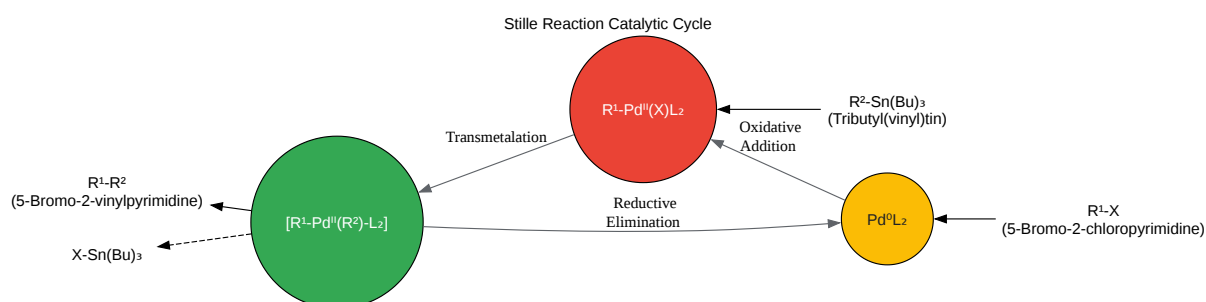 Stille Reaction Catalytic Cycle
R¹-Pdᴵᴵ(X)L₂
R²-Sn(Bu)₃
(Tributyl(vinyl)tin)
Transmetalation
Oxidative
Addition
R¹-R²
(5-Bromo-2-vinylpyrimidine)
[R¹-Pdᴵᴵ(R²)-L₂]
Reductive
Elimination
Pd⁰L₂
R¹-X
(5-Bromo-2-chloropyrimidine)
X-Sn(Bu)₃